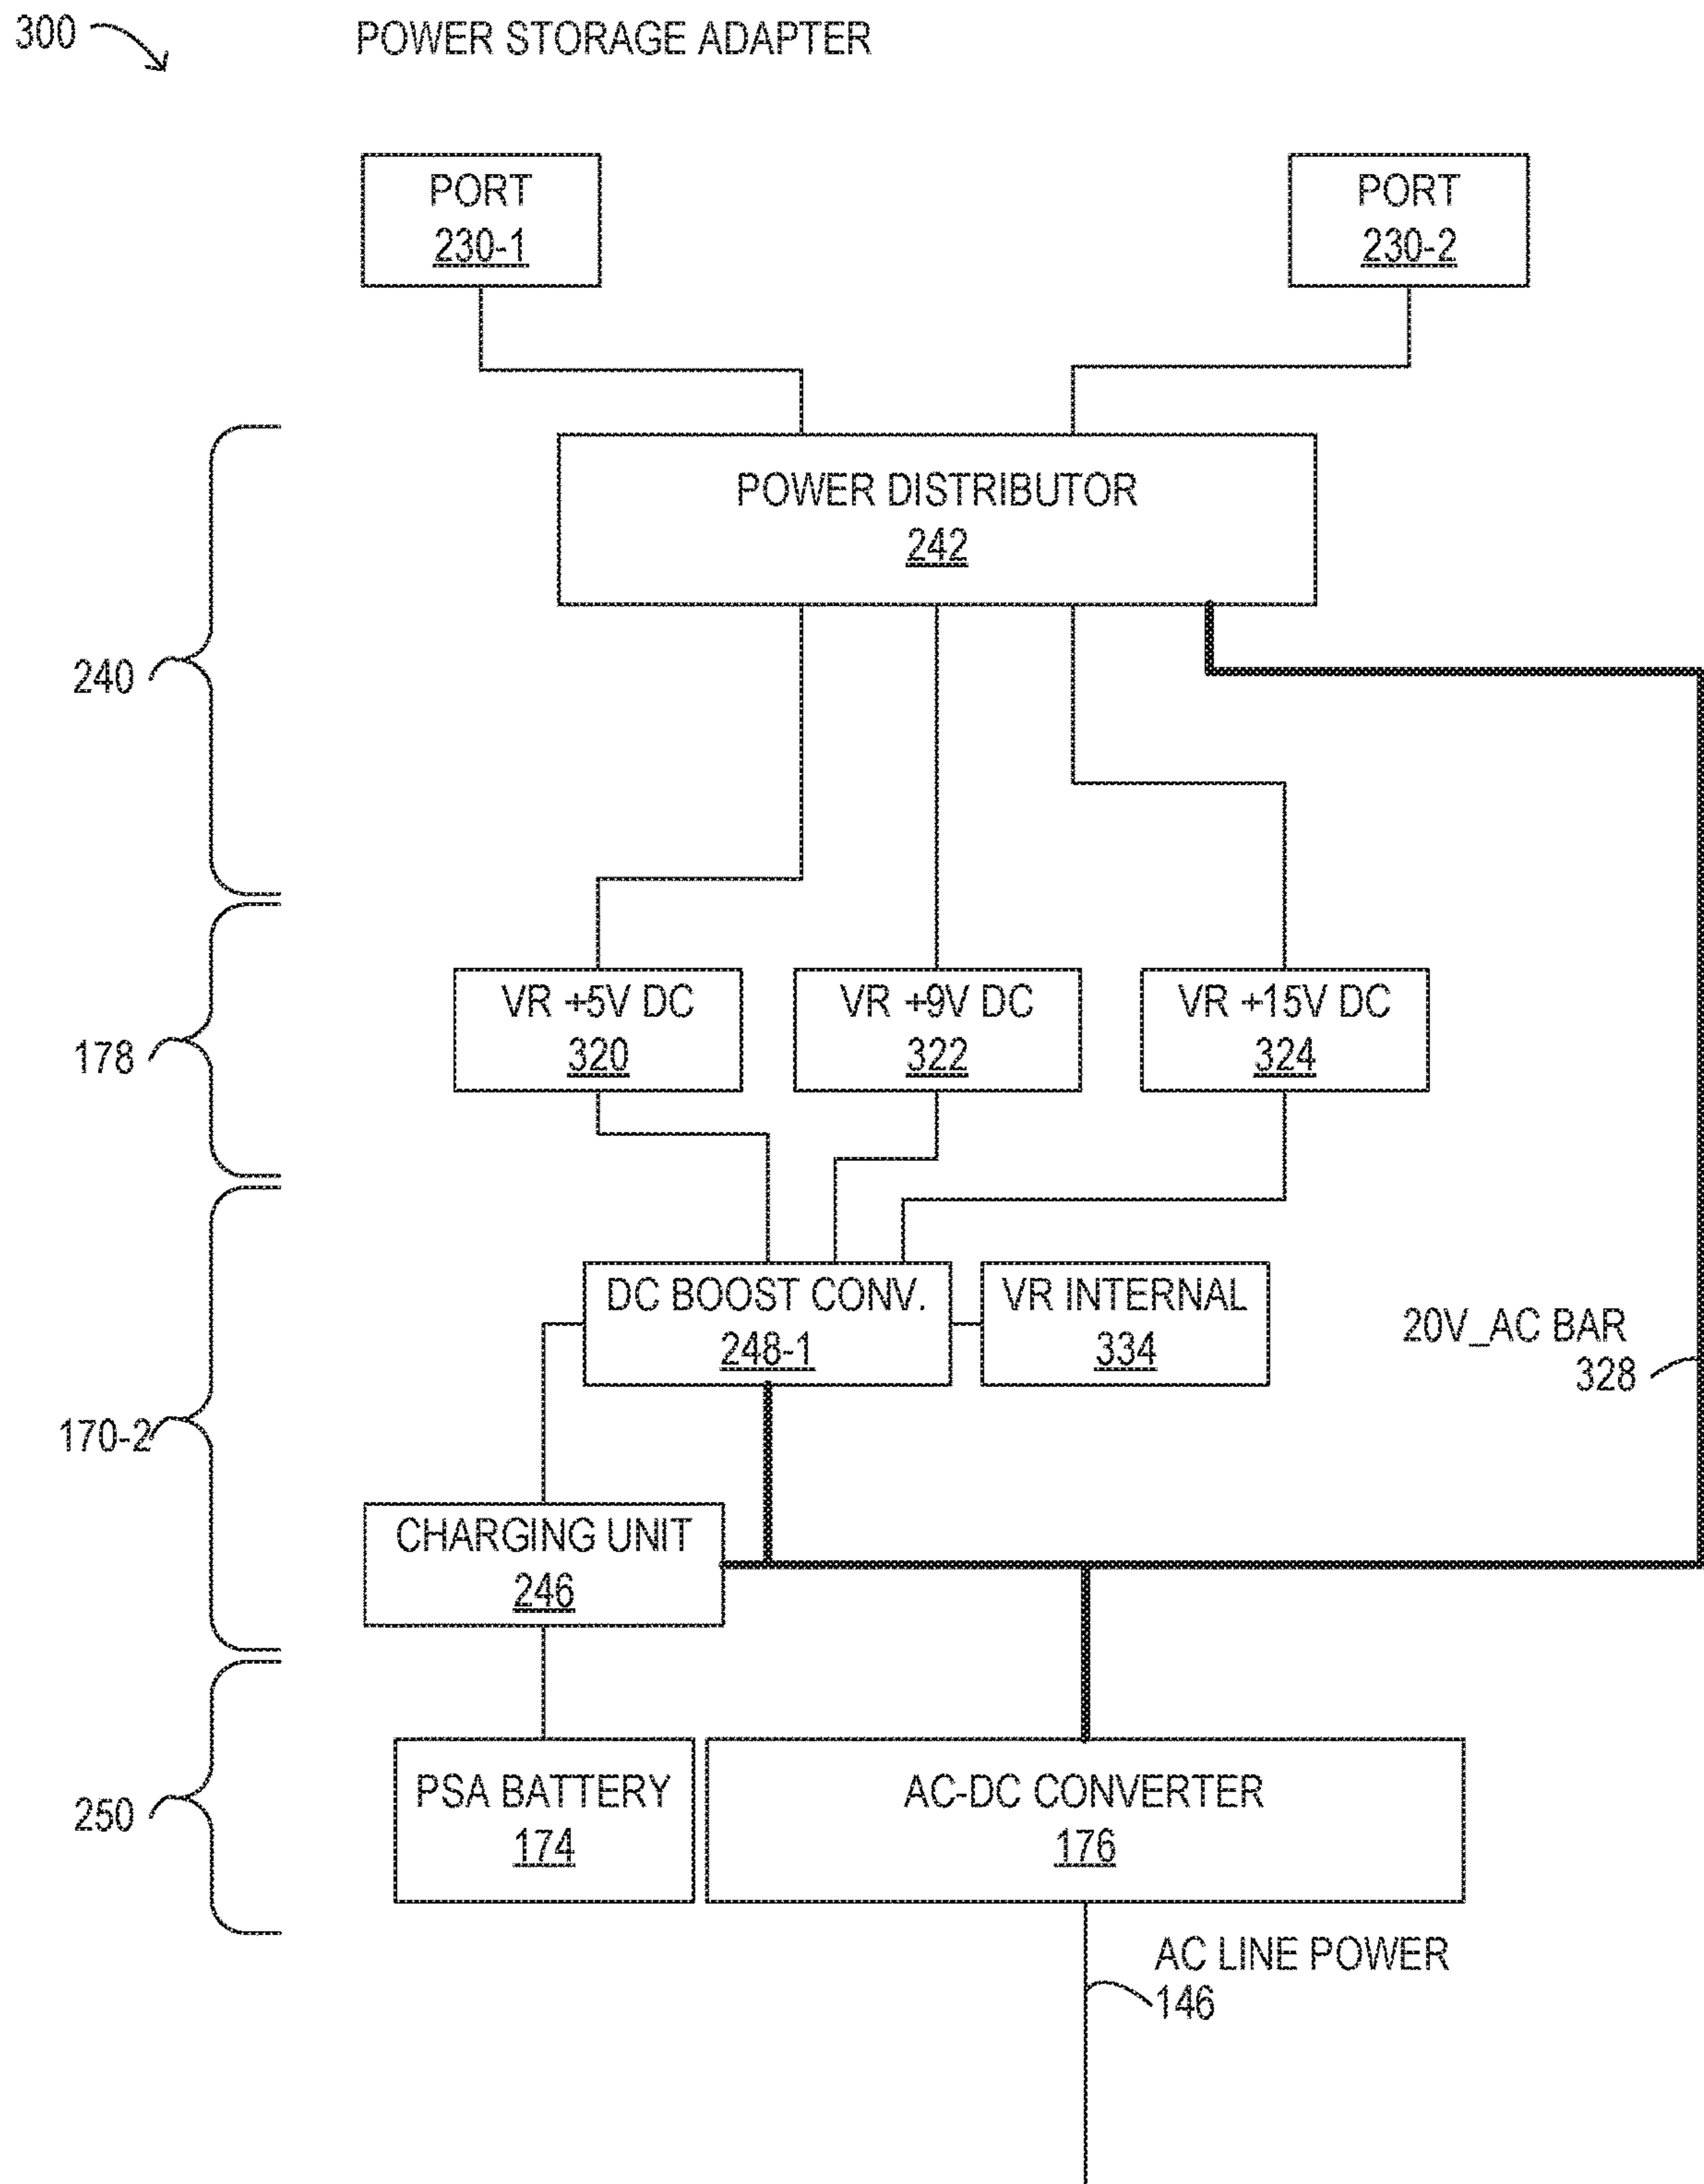 300
POWER STORAGE ADAPTER
PORT
230-1
PORT
230-2
POWER DISTRIBUTOR
242
240
VR +5V DC
320
VR +9V DC
322
VR +15V DC
324
178
DC BOOST CONV.
248-1
VR INTERNAL
334
20V_AC BAR
328
170-2
CHARGING UNIT
246
PSA BATTERY
174
AC-DC CONVERTER
176
250
AC LINE POWER
146